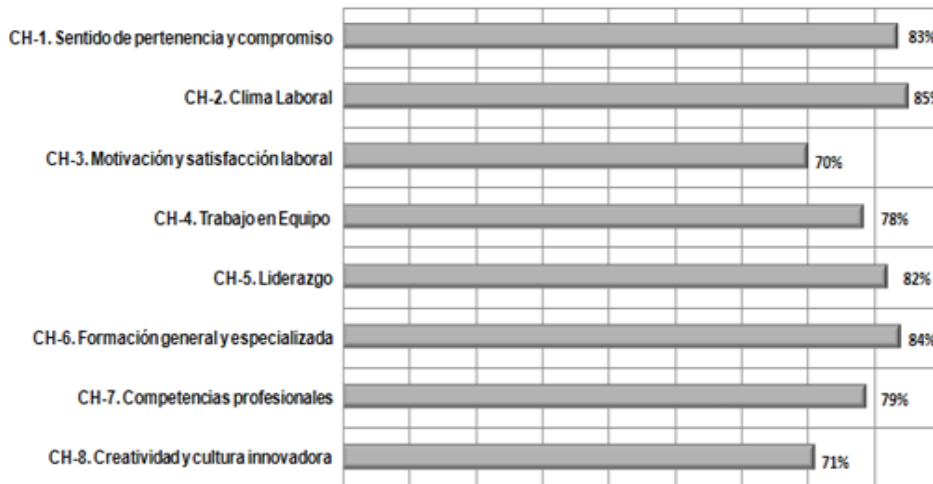 CH-1. Sentido de pertenencia y compromiso 83%
CH-2. Clima Laboral 85%
CH-3. Motivación y satisfacción laboral 70%
CH-4. Trabajo en Equipo 78%
CH-5. Liderazgo 82%
CH-6. Formación general y especializada 84%
CH-7. Competencias profesionales 79%
CH-8. Creatividad y cultura innovadora 71%